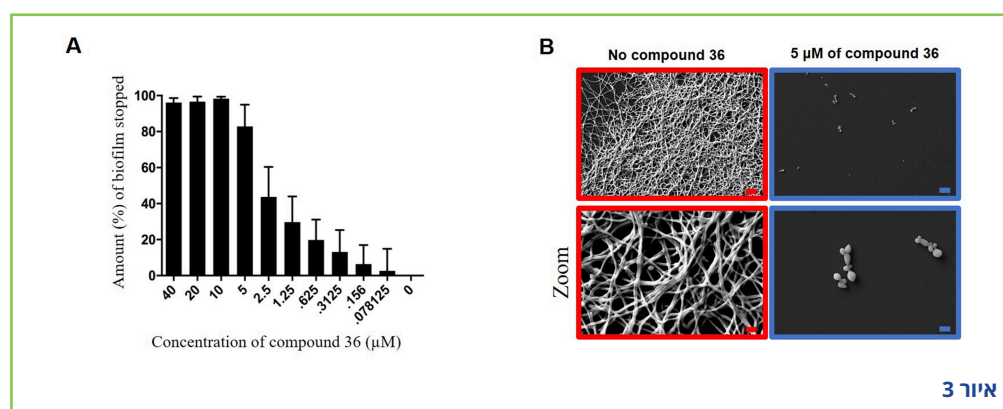 A
Amount (%) of biofilm stopped
100
80
60
40
20
0
40 20 10 5 2.5 1.25 .625 .3125 .156 .078125 0
Concentration of compound 36 (µM)
B
No compound 36
5 µM of compound 36
Zoom
איור 3